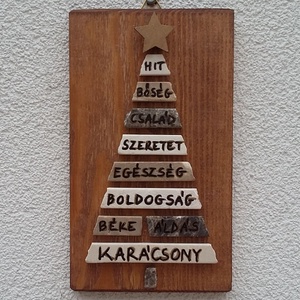 HIT
BŐSÉG
CSALÁD
SZERETET
EGÉSZSÉG
BOLDOGSÁG
BÉKE ÁLDÁS
KARÁCSONY